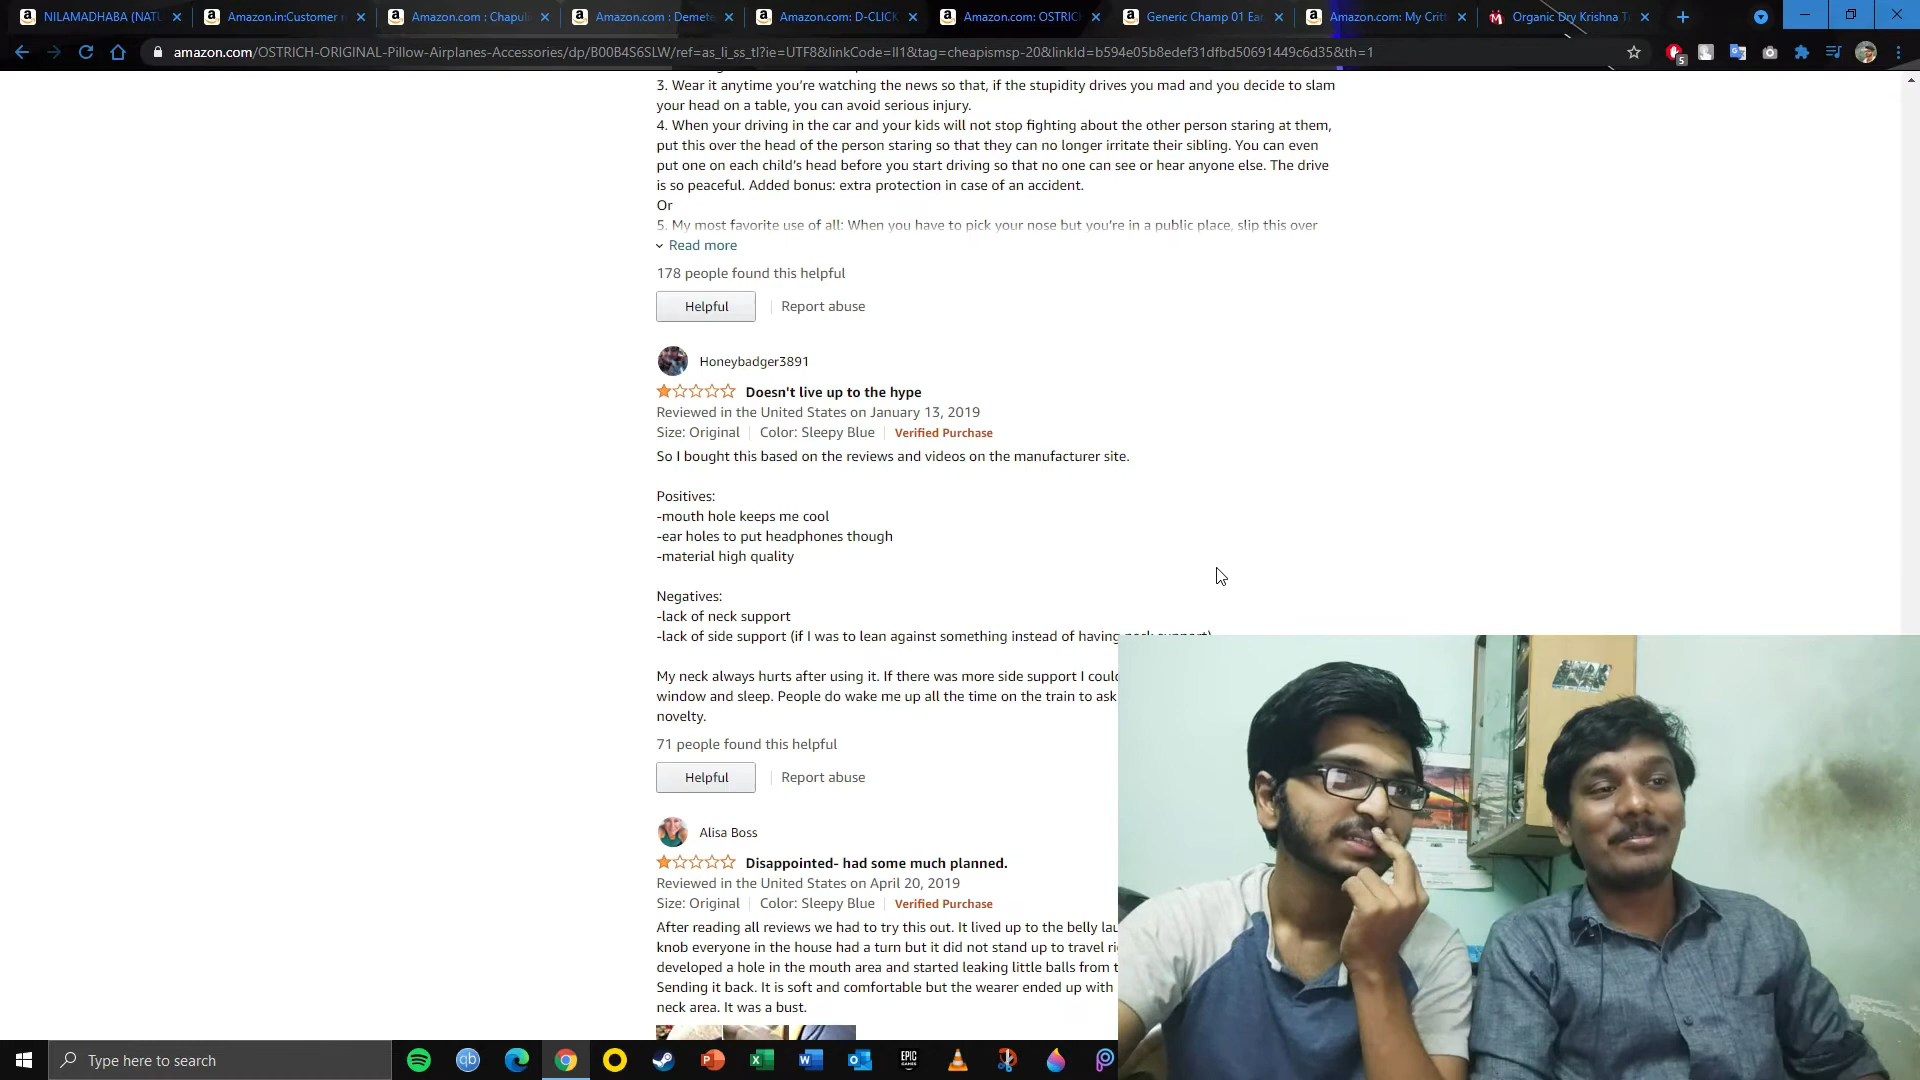 NILAMADHABA (NATU
Amazon.in:Customer r
Amazon.com : Chapuli
Amazon.com : Demete
Amazon.com: D-CLICK
Amazon.com: OSTRIC
Generic Champ 01 Ea
Amazon.com: My Crit
Organic Dry Krishna T
amazon.com/OSTRICH-ORIGINAL-Pillow-Airplanes-Accessories/dp/B00B4S6SLW/ref=as_li_ss_tl?ie=UTF8&linkCode=ll1&tag=cheapismsp-20&linkId=b594e05b8edef31dfbd50691449c6d35&th=1
5
3. Wear it anytime you’re watching the news so that, if the stupidity drives you mad and you decide to slam
your head on a table, you can avoid serious injury.
4. When your driving in the car and your kids will not stop fighting about the other person staring at them,
put this over the head of the person staring so that they can no longer irritate their sibling. You can even
put one on each child’s head before you start driving so that no one can see or hear anyone else. The drive
is so peaceful. Added bonus: extra protection in case of an accident.
Or
5. My most favorite use of all: When you have to pick your nose but you’re in a public place, slip this over
Read more
178 people found this helpful
Helpful
Report abuse
Honeybadger3891
Doesn't live up to the hype
Reviewed in the United States on January 13, 2019
Size: Original Color: Sleepy Blue Verified Purchase
So I bought this based on the reviews and videos on the manufacturer site.
Positives:
-mouth hole keeps me cool
-ear holes to put headphones though
-material high quality
Negatives:
-lack of neck support
-lack of side support (if I was to lean against something instead of having neck support)
My neck always hurts after using it. If there was more side support I could
window and sleep. People do wake me up all the time on the train to ask
novelty.
71 people found this helpful
Helpful
Report abuse
Alisa Boss
Disappointed- had some much planned.
Reviewed in the United States on April 20, 2019
Size: Original Color: Sleepy Blue Verified Purchase
After reading all reviews we had to try this out. It lived up to the belly lau
knob everyone in the house had a turn but it did not stand up to travel ri
developed a hole in the mouth area and started leaking little balls from t
Sending it back. It is soft and comfortable but the wearer ended up with
neck area. It was a bust.
Type here to search
qb
EPIC
GAMES